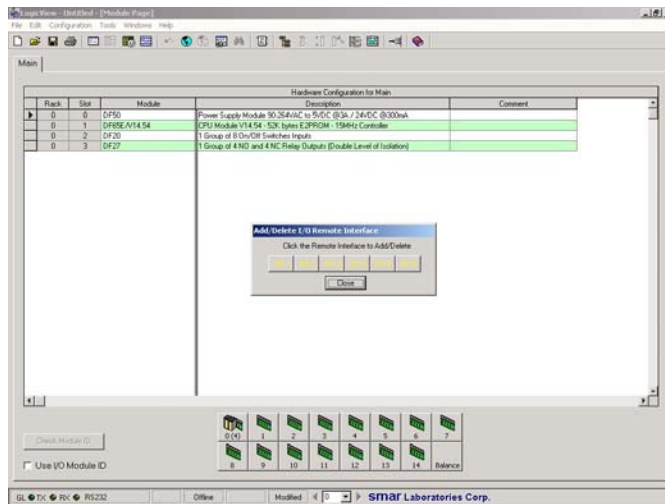 LogicView - Untitled - [Module Page]
File Edit Configuration Tools Windows Help
Main
Hardware Configuration for Main
Rack Slot Module Description Comment
0 0 DF50 Power Supply Module 90-264VAC to 5VDC @3A / 24VDC @300mA
0 1 DF65E/V14.54 CPU Module V14.54 - 52K bytes E2PROM - 15MHz Controller
0 2 DF20 1 Group of 8 On/Off Switches Inputs
0 3 DF27 1 Group of 4 NO and 4 NC Relay Outputs (Double Level of Isolation)
Add/Delete I/O Remote Interface
Click the Remote Interface to Add/Delete
Close
0 (4) 1 2 3 4 5 6 7
Check Module ID
8 9 10 11 12 13 14 Balance
Use I/O Module ID
GL TX RX RS232 Offline Modified 0 smar Laboratories Corp.